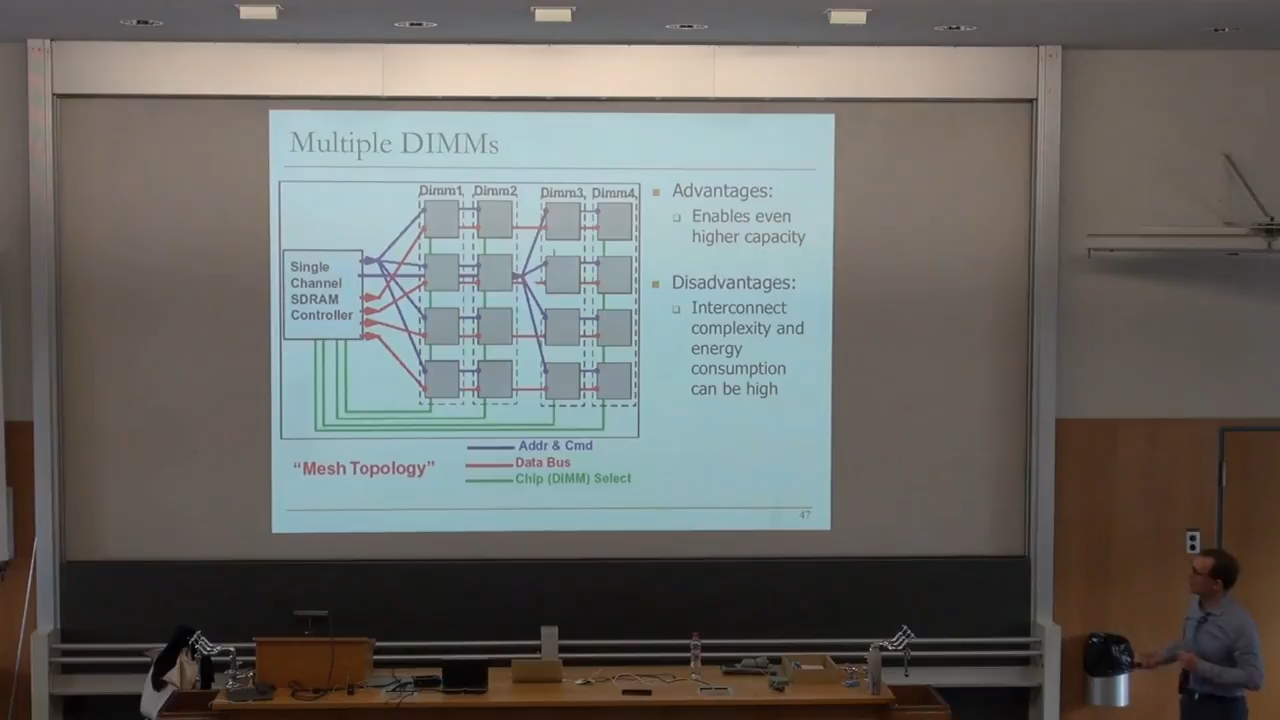 Multiple DIMMs
Dimm1 Dimm2 Dimm3 Dimm4
Single
Channel
SDRAM
Controller
"Mesh Topology"
Addr & Cmd
Data Bus
Chip (DIMM) Select
Advantages:
Enables even
higher capacity
Disadvantages:
Interconnect
complexity and
energy
consumption
can be high
47